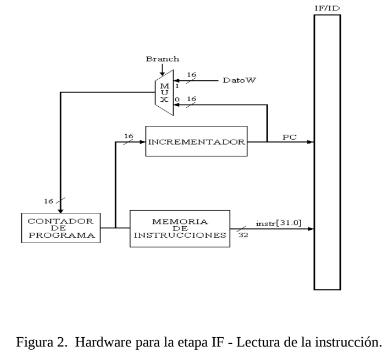 IF/ID
Branch
16
DatoW
MUX
1
0
16
16
INCREMENTADOR
PC
16
CONTADOR
DE
PROGRAMA
MEMORIA
DE
INSTRUCCIONES
instr[31:0]
32
Figura 2. Hardware para la etapa IF - Lectura de la instrucción.